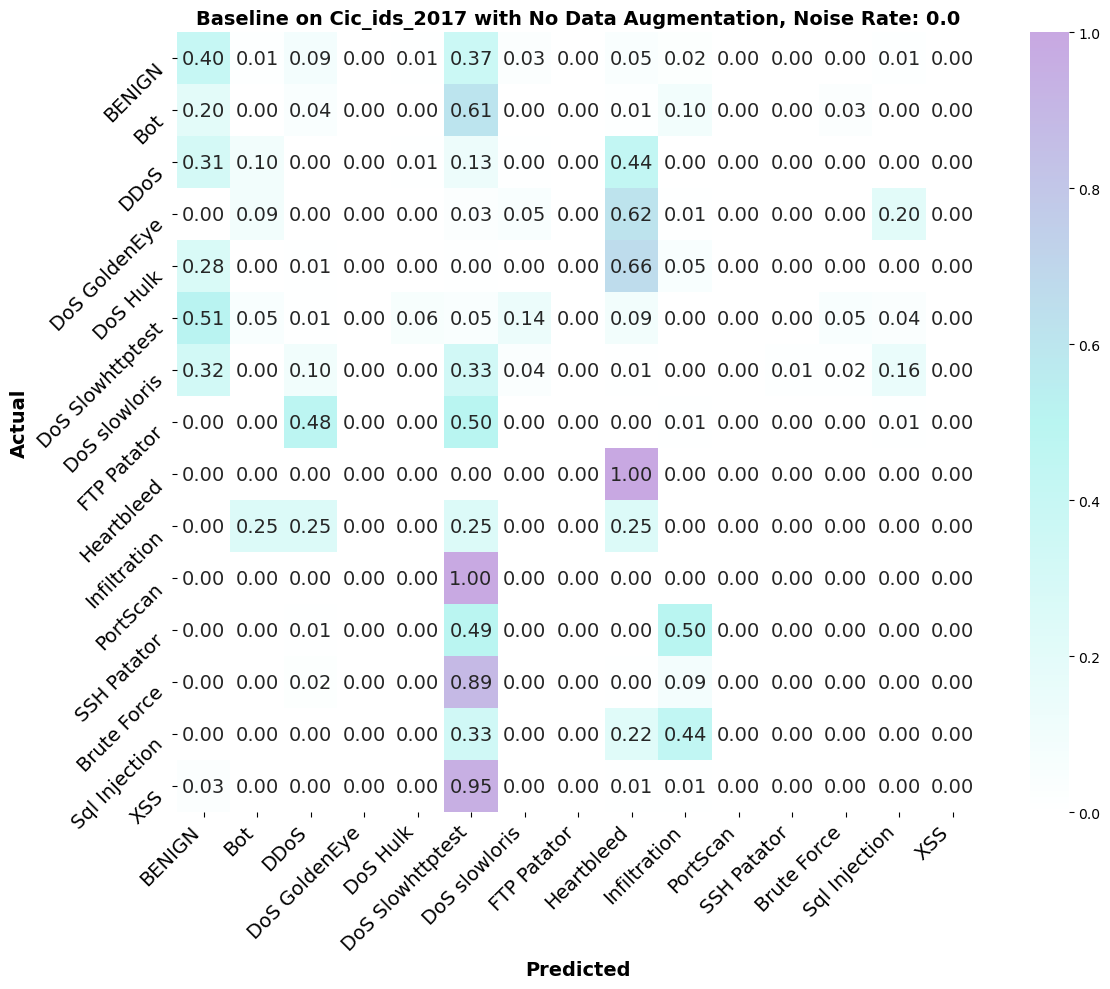 Baseline on Cic_ids_2017 with No Data Augmentation, Noise Rate: 0.0
BENIGN 0.40 0.01 0.09 0.00 0.01 0.37 0.03 0.00 0.05 0.02 0.00 0.00 0.00 0.01 0.00
Bot 0.20 0.00 0.04 0.00 0.00 0.61 0.00 0.00 0.01 0.10 0.00 0.00 0.03 0.00 0.00
DDoS 0.31 0.10 0.00 0.00 0.01 0.13 0.00 0.00 0.44 0.00 0.00 0.00 0.00 0.00 0.00
DoS GoldenEye 0.00 0.09 0.00 0.00 0.00 0.03 0.05 0.00 0.62 0.01 0.00 0.00 0.00 0.20 0.00
DoS Hulk 0.28 0.00 0.01 0.00 0.00 0.00 0.00 0.00 0.66 0.05 0.00 0.00 0.00 0.00 0.00
DoS Slowhttptest 0.51 0.05 0.01 0.00 0.06 0.05 0.14 0.00 0.09 0.00 0.00 0.00 0.05 0.04 0.00
DoS slowloris 0.32 0.00 0.10 0.00 0.00 0.33 0.04 0.00 0.01 0.00 0.00 0.01 0.02 0.16 0.00
FTP Patator 0.00 0.00 0.48 0.00 0.00 0.50 0.00 0.00 0.00 0.01 0.00 0.00 0.00 0.01 0.00
Heartbleed 0.00 0.00 0.00 0.00 0.00 0.00 0.00 0.00 1.00 0.00 0.00 0.00 0.00 0.00 0.00
Infiltration 0.00 0.25 0.25 0.00 0.00 0.25 0.00 0.00 0.25 0.00 0.00 0.00 0.00 0.00 0.00
PortScan 0.00 0.00 0.00 0.00 0.00 1.00 0.00 0.00 0.00 0.00 0.00 0.00 0.00 0.00 0.00
SSH Patator 0.00 0.00 0.01 0.00 0.00 0.49 0.00 0.00 0.00 0.50 0.00 0.00 0.00 0.00 0.00
Brute Force 0.00 0.00 0.02 0.00 0.00 0.89 0.00 0.00 0.00 0.09 0.00 0.00 0.00 0.00 0.00
Sql Injection 0.00 0.00 0.00 0.00 0.00 0.33 0.00 0.00 0.22 0.44 0.00 0.00 0.00 0.00 0.00
XSS 0.03 0.00 0.00 0.00 0.00 0.95 0.00 0.00 0.01 0.01 0.00 0.00 0.00 0.00 0.00
Actual
BENIGN Bot DDoS DoS GoldenEye DoS Hulk DoS Slowhttptest DoS slowloris FTP Patator Heartbleed Infiltration PortScan SSH Patator Brute Force Sql Injection XSS
Predicted
1.0
0.8
0.6
0.4
0.2
0.0